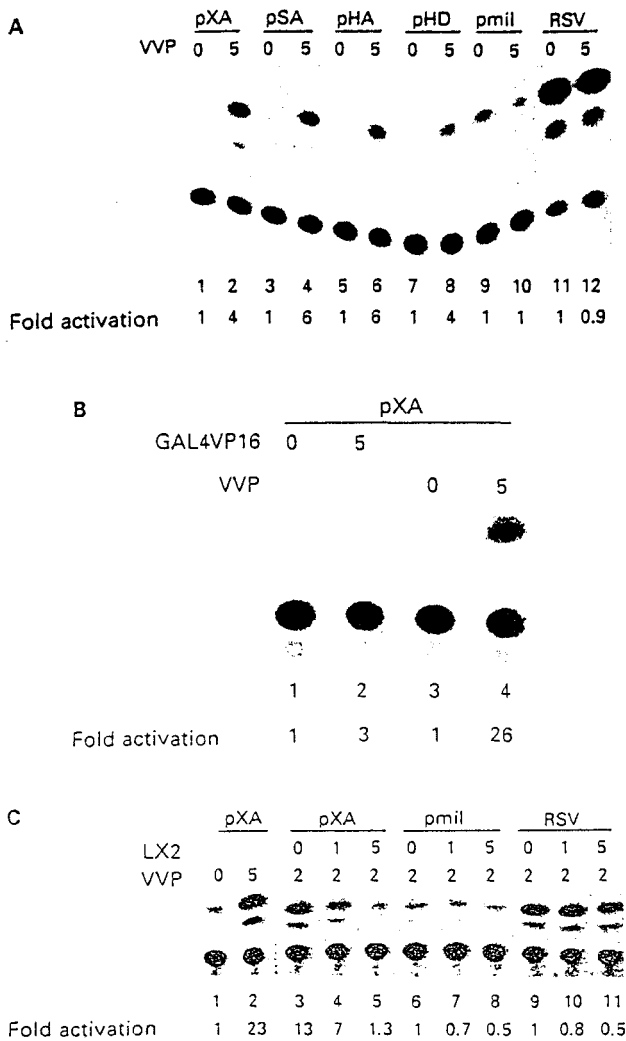 A
pXA pSA pHA pHD pmil RSV
VVP 0 5 0 5 0 5 0 5 0 5 0 5
1 2 3 4 5 6 7 8 9 10 11 12
Fold activation 1 4 1 6 1 6 1 4 1 1 1 0.9
B
pXA
GAL4VP16 0 5
VVP 0 5
1 2 3 4
Fold activation 1 3 1 26
C
pXA pXA pmil RSV
LX2 0 1 5 0 1 5 0 1 5
VVP 0 5 2 2 2 2 2 2 2 2 2
1 2 3 4 5 6 7 8 9 10 11
Fold activation 1 23 13 7 1.3 1 0.7 0.5 1 0.8 0.5